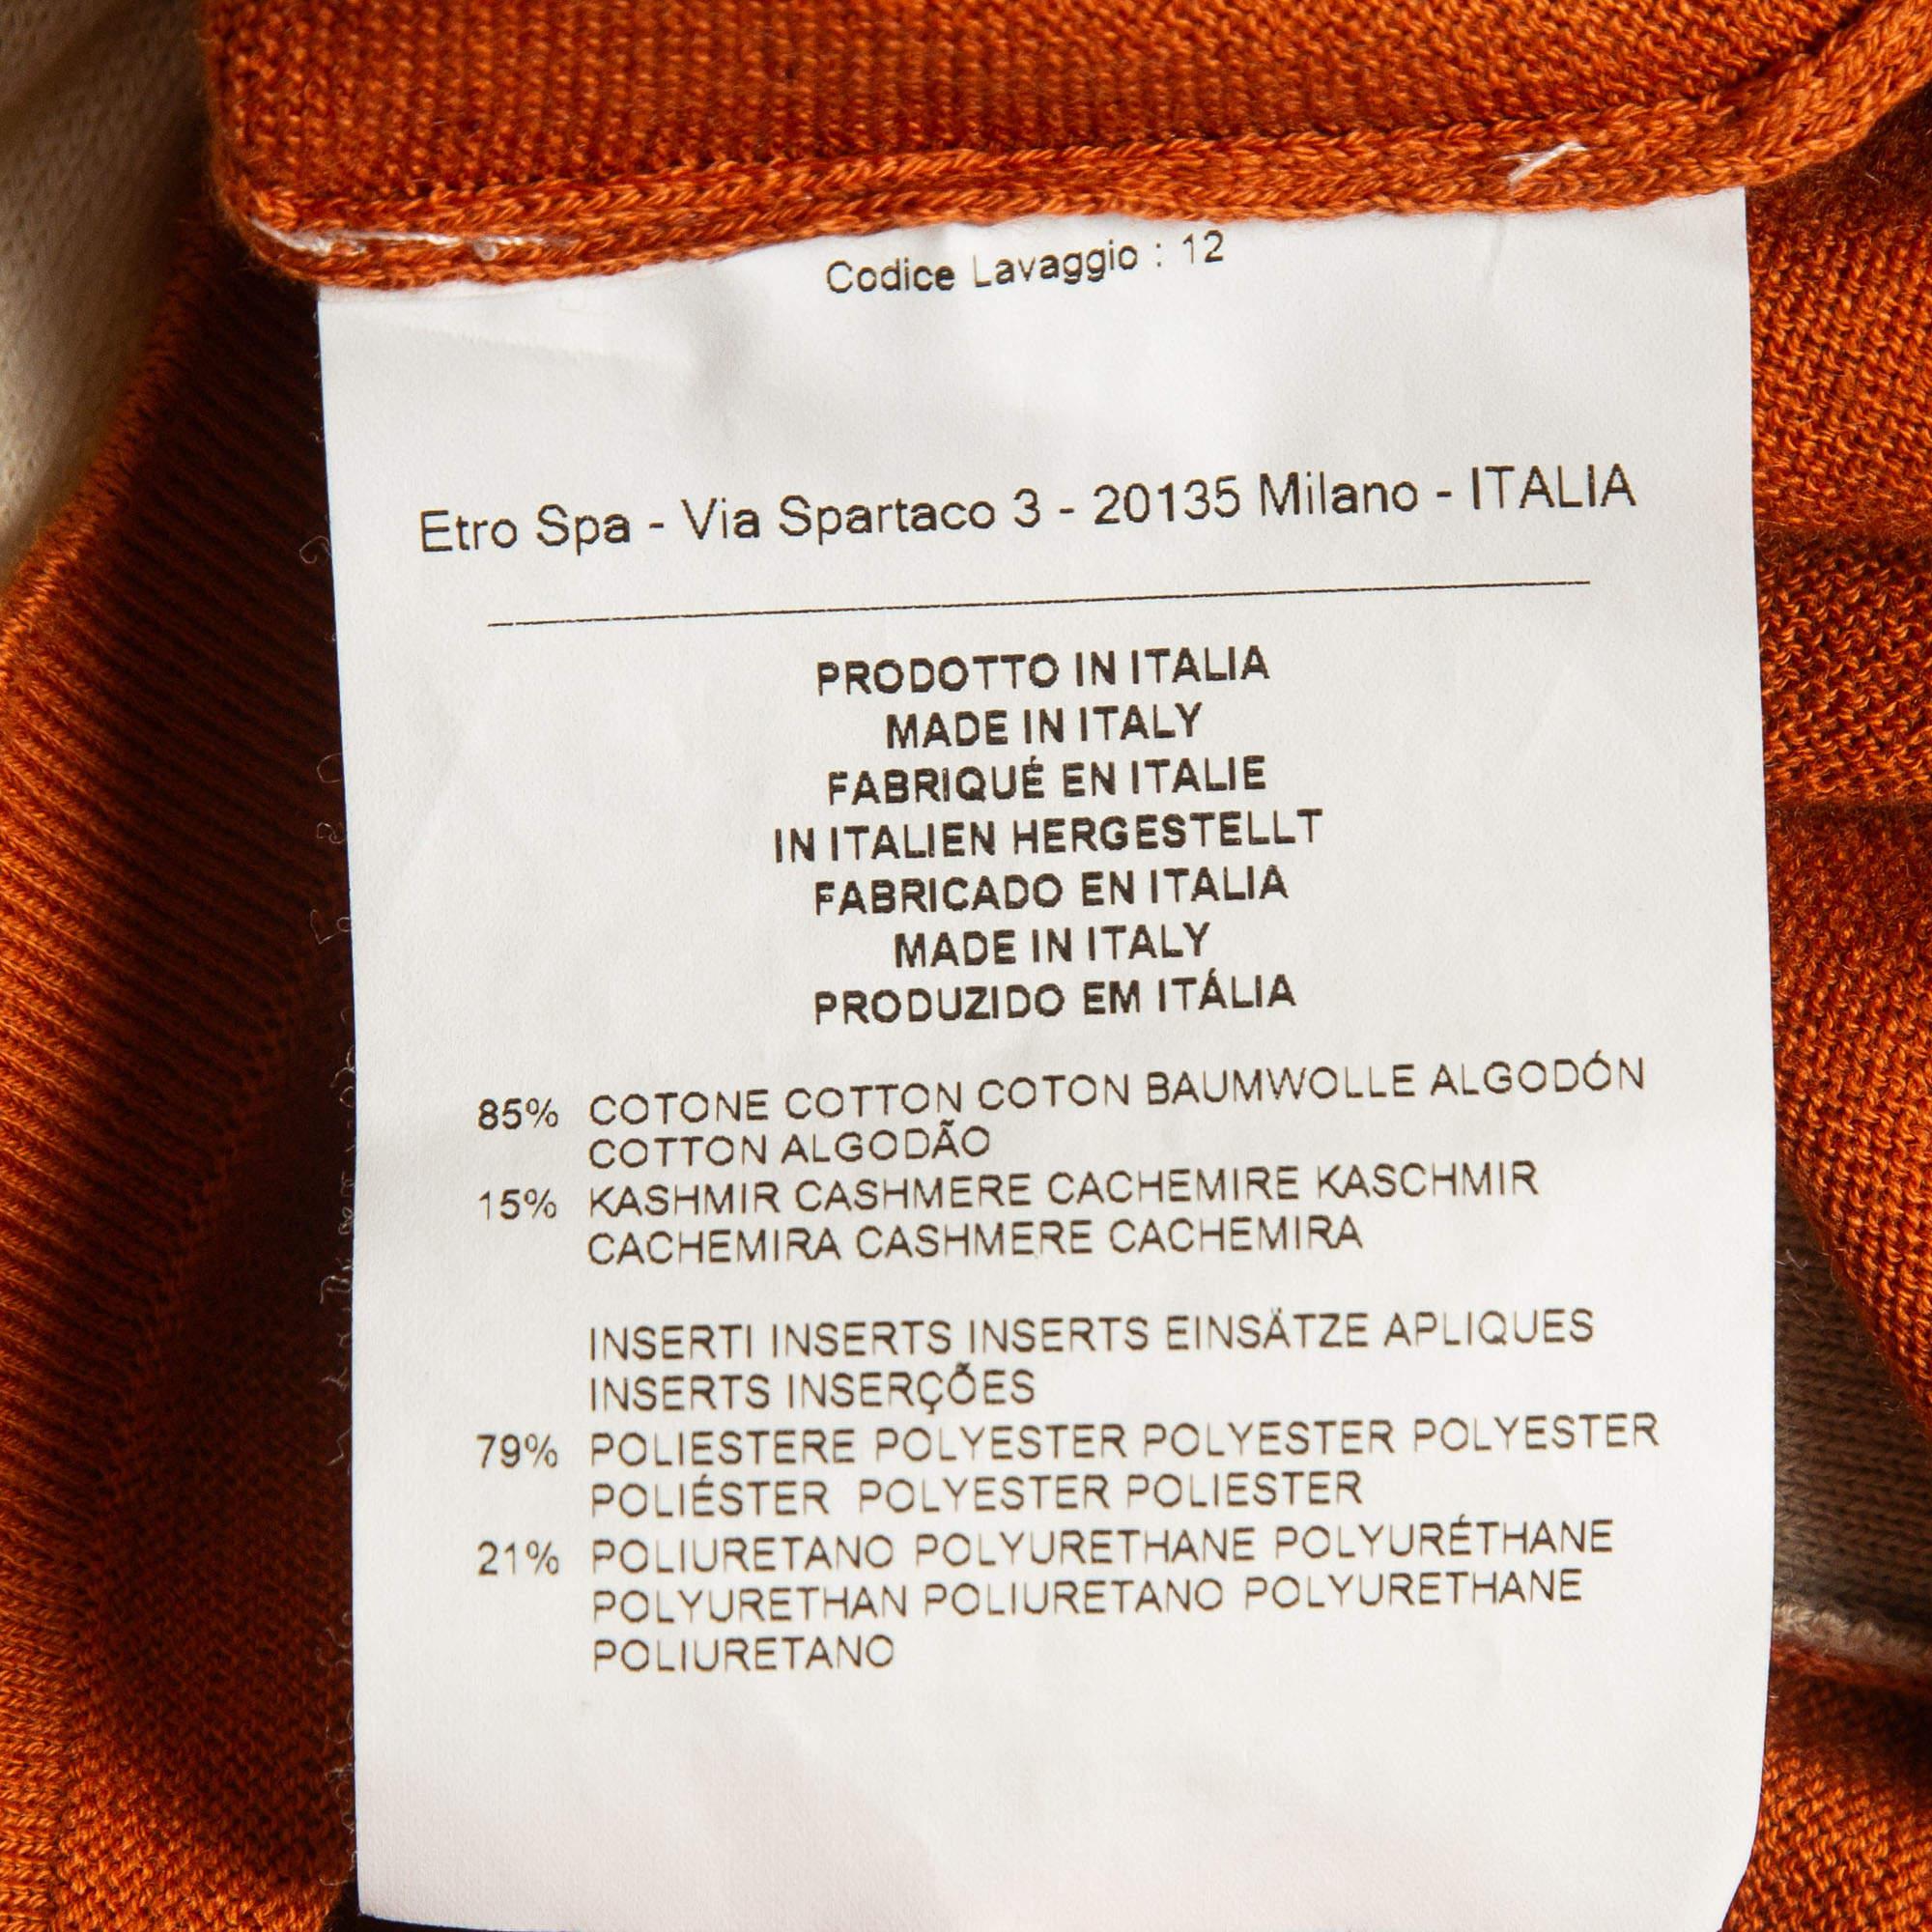 Codice Lavaggio : 12
Etro Spa - Via Spartaco 3 - 20135 Milano - ITALIA
PRODOTTO IN ITALIA
MADE IN ITALY
FABRIQUÉ EN ITALIE
IN ITALIEN HERGESTELLT
FABRICADO EN ITALIA
MADE IN ITALY
PRODUZIDO EM ITÁLIA
85% COTONE COTTON COTON BAUMWOLLE ALGODÓN
COTTON ALGODÃO
15% KASHMIR CASHMERE CACHEMIRE KASCHMIR
CACHEMIRA CASHMERE CACHEMIRA
INSERTI INSERTS INSERTS EINSÄTZE APLIQUES
INSERTS INSERÇÕES
79% POLIESTERE POLYESTER POLYESTER POLYESTER
POLIÉSTER POLYESTER POLIESTER
21% POLIURETANO POLYURETHANE POLYURÉTHANE
POLYURETHAN POLIURETANO POLYURETHANE
POLIURETANO